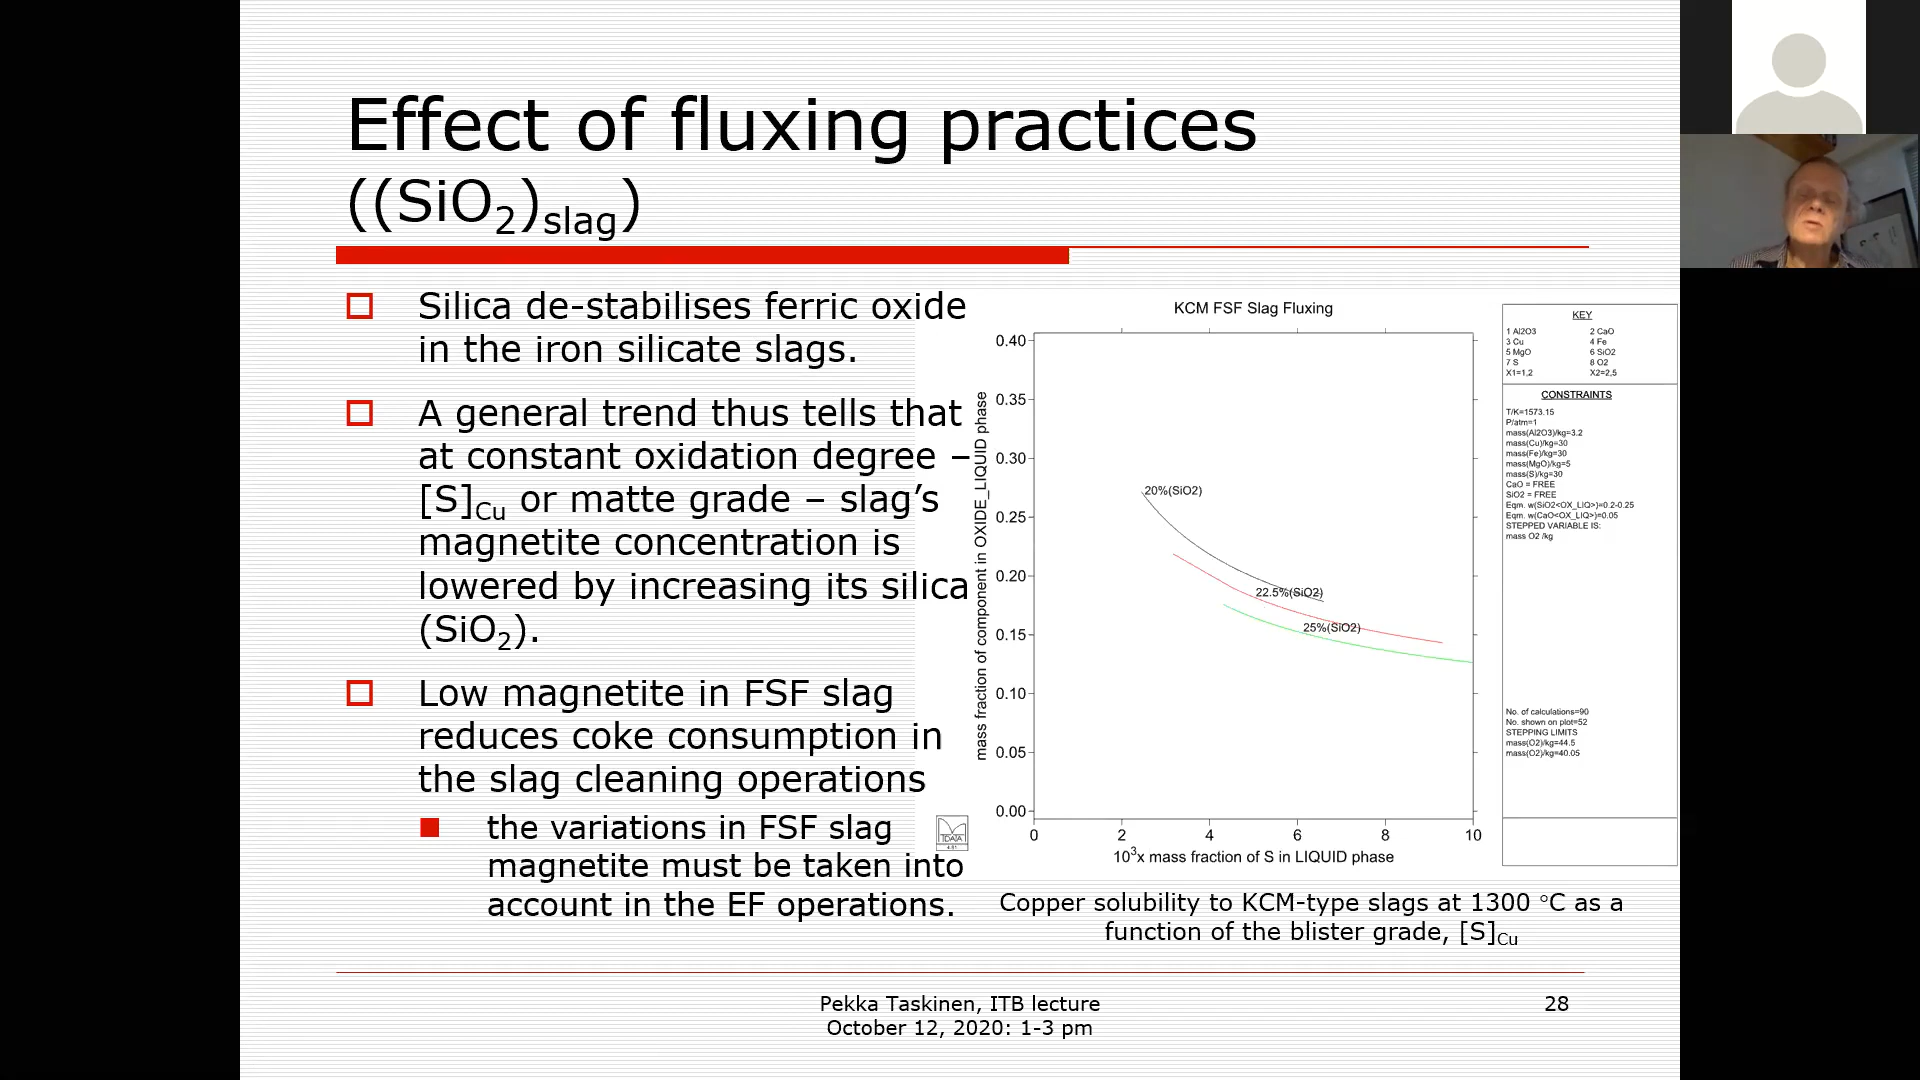 Effect of fluxing practices
((SiO₂)slag)
Silica de-stabilises ferric oxide
in the iron silicate slags.
A general trend thus tells that
at constant oxidation degree –
[S]Cu or matte grade – slag’s
magnetite concentration is
lowered by increasing its silica
(SiO₂).
Low magnetite in FSF slag
reduces coke consumption in
the slag cleaning operations
the variations in FSF slag
magnetite must be taken into
account in the EF operations.
KCM FSF Slag Fluxing
mass fraction of component in OXIDE_LIQUID phase
0.40
0.35
0.30
0.25
0.20
0.15
0.10
0.05
0.00
20%(SiO2)
22.5%(SiO2)
25%(SiO2)
0 2 4 6 8 10
10³x mass fraction of S in LIQUID phase
KEY
1 Al2O3 2 CaO
3 Cu 4 Fe
5 MgO 6 SiO2
7 S 8 O2
X1=1,2 X2=2,5
CONSTRAINTS
T/K=1573.15
P/atm=1
mass(Al2O3)/kg=3.2
mass(Cu)/kg=30
mass(Fe)/kg=30
mass(MgO)/kg=5
mass(S)/kg=30
CaO = FREE
SiO2 = FREE
Eqm. w(SiO2<OX_LIQ>)=0.2-0.25
Eqm. w(CaO<OX_LIQ>)=0.05
STEPPED VARIABLE IS:
mass O2 /kg
No. of calculations=90
No. shown on plot=52
STEPPING LIMITS
mass(O2)/kg=44.5
mass(O2)/kg=40.05
Copper solubility to KCM-type slags at 1300 °C as a
function of the blister grade, [S]Cu
Pekka Taskinen, ITB lecture
October 12, 2020: 1-3 pm
28